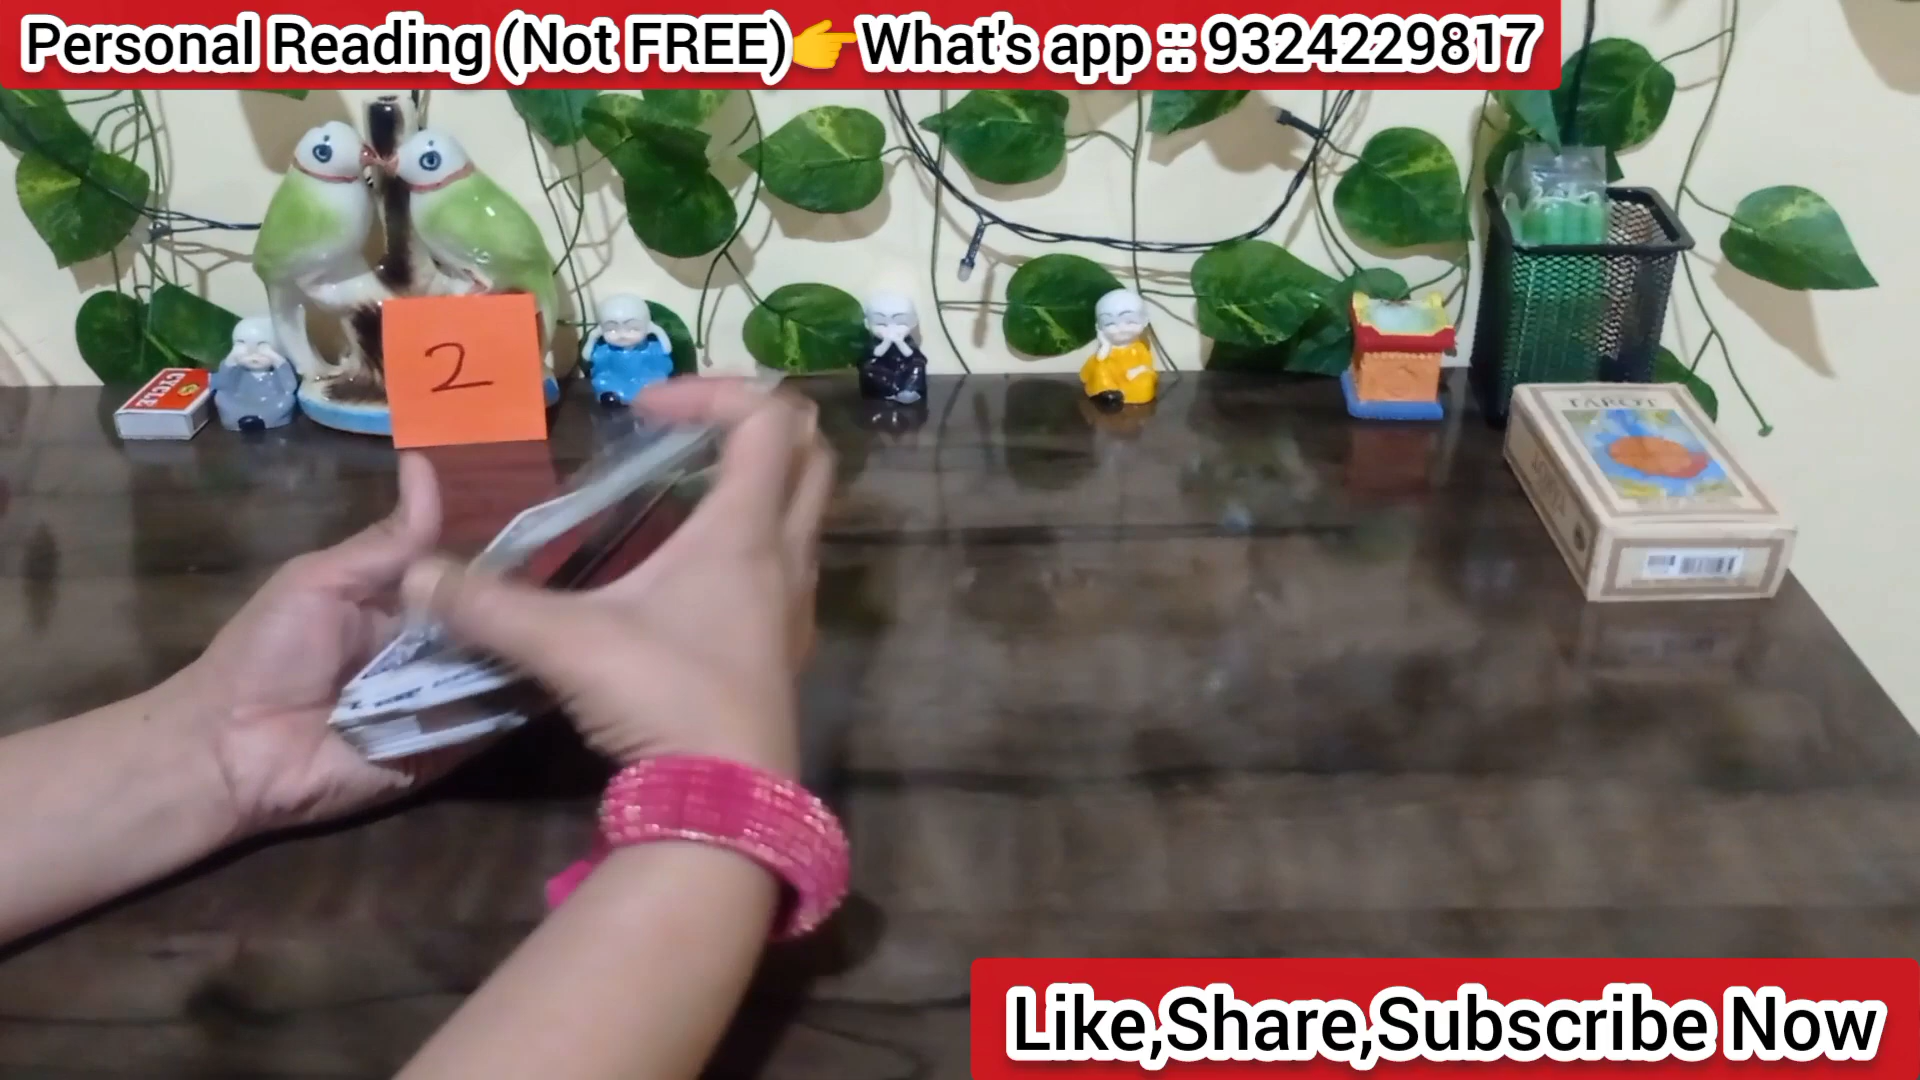 Personal Reading (Not FREE)👉What's app :: 9324229817
2
CYCLE
TAROT
Like,Share,Subscribe Now